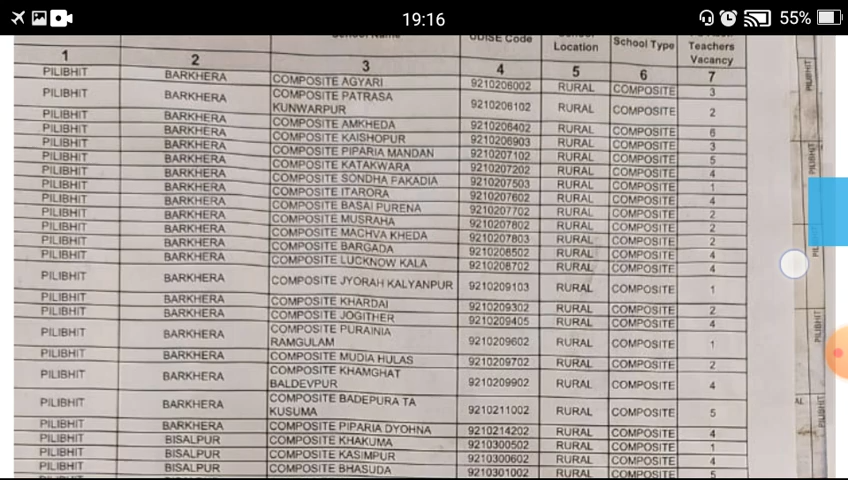 19:16
55%
UDISE Code
Location
School Type
Teachers
Vacancy
1 2 3 4 5 6 7
PILIBHIT BARKHERA COMPOSITE AGYARI 9210206002 RURAL COMPOSITE 3
PILIBHIT BARKHERA COMPOSITE PATRASA
KUNWARPUR 9210206102 RURAL COMPOSITE 2
PILIBHIT BARKHERA COMPOSITE AMKHEDA 9210206402 RURAL COMPOSITE 6
PILIBHIT BARKHERA COMPOSITE KAISHOPUR 9210206903 RURAL COMPOSITE 3
PILIBHIT BARKHERA COMPOSITE PIPARIA MANDAN 9210207102 RURAL COMPOSITE 5
PILIBHIT BARKHERA COMPOSITE KATAKWARA 9210207202 RURAL COMPOSITE 4
PILIBHIT BARKHERA COMPOSITE SONDHA PAKADIA 9210207503 RURAL COMPOSITE 1
PILIBHIT BARKHERA COMPOSITE ITARORA 9210207602 RURAL COMPOSITE 4
PILIBHIT BARKHERA COMPOSITE BASAI PURENA 9210207702 RURAL COMPOSITE 2
PILIBHIT BARKHERA COMPOSITE MUSRAHA 9210207802 RURAL COMPOSITE 2
PILIBHIT BARKHERA COMPOSITE MACHVA KHEDA 9210207803 RURAL COMPOSITE 2
PILIBHIT BARKHERA COMPOSITE BARGADA 9210208502 RURAL COMPOSITE 4
PILIBHIT BARKHERA COMPOSITE LUCKNOW KALA 9210208702 RURAL COMPOSITE 4
PILIBHIT BARKHERA COMPOSITE JYORAH KALYANPUR 9210209103 RURAL COMPOSITE 1
PILIBHIT BARKHERA COMPOSITE KHARDAI 9210209302 RURAL COMPOSITE 2
PILIBHIT BARKHERA COMPOSITE JOGITHER 9210209405 RURAL COMPOSITE 4
PILIBHIT BARKHERA COMPOSITE PURAINIA
RAMGULAM 9210209602 RURAL COMPOSITE 1
PILIBHIT BARKHERA COMPOSITE MUDIA HULAS 9210209702 RURAL COMPOSITE 2
PILIBHIT BARKHERA COMPOSITE KHAMGHAT
BALDEVPUR 9210209902 RURAL COMPOSITE 4
PILIBHIT BARKHERA COMPOSITE BADEPURA TA
KUSUMA 9210211002 RURAL COMPOSITE 5
PILIBHIT BARKHERA COMPOSITE PIPARIA DYOHNA 9210214202 RURAL COMPOSITE 4
PILIBHIT BISALPUR COMPOSITE KHAKUMA 9210300502 RURAL COMPOSITE 1
PILIBHIT BISALPUR COMPOSITE KASIMPUR 9210300602 RURAL COMPOSITE 4
PILIBHIT BISALPUR COMPOSITE BHASUDA 9210301002 RURAL COMPOSITE 5
PILIBHIT
PILIBHIT
PILIBHIT
PILIBHIT